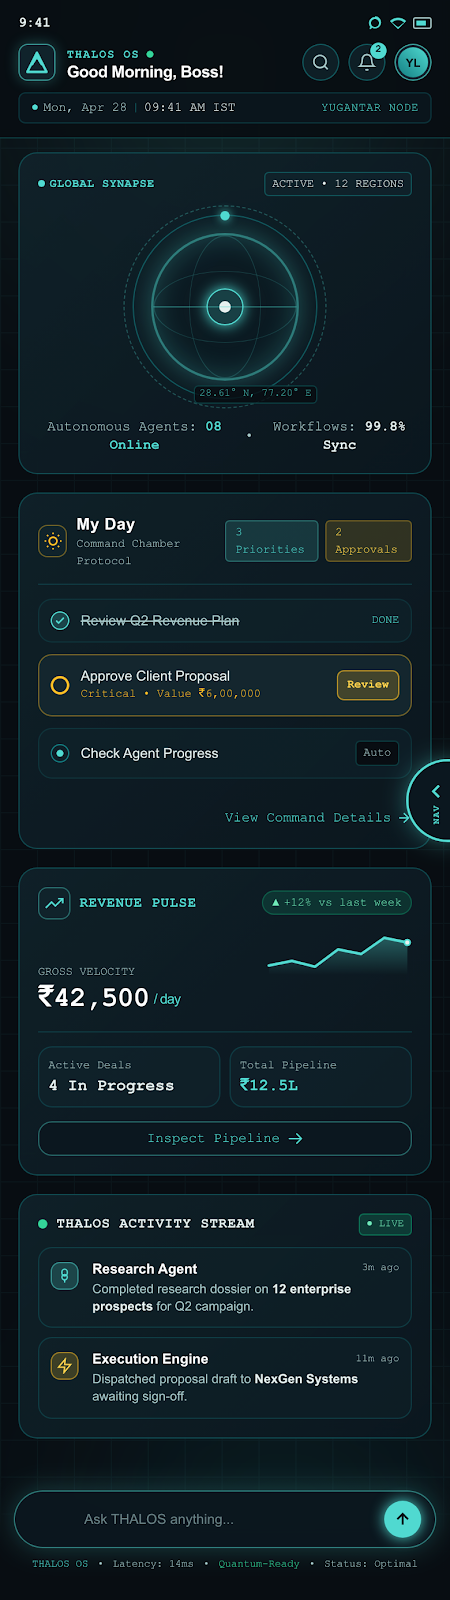 9:41
THALOS OS
Good Morning, Boss!
2
YL
Mon, Apr 28 | 09:41 AM IST
YUGANTAR NODE
GLOBAL SYNAPSE
ACTIVE • 12 REGIONS
28.61° N, 77.20° E
Autonomous Agents: 08
Online
•
Workflows: 99.8%
Sync
My Day
Command Chamber
Protocol
3
Priorities
2
Approvals
Review Q2 Revenue Plan
DONE
Approve Client Proposal
Critical • Value ₹6,00,000
Review
Check Agent Progress
Auto
NAV
View Command Details →
REVENUE PULSE
▲ +12% vs last week
GROSS VELOCITY
₹42,500 / day
Active Deals
4 In Progress
Total Pipeline
₹12.5L
Inspect Pipeline →
THALOS ACTIVITY STREAM
• LIVE
Research Agent
3m ago
Completed research dossier on 12 enterprise
prospects for Q2 campaign.
Execution Engine
11m ago
Dispatched proposal draft to NexGen Systems
awaiting sign-off.
Ask THALOS anything...
THALOS OS • Latency: 14ms • Quantum-Ready • Status: Optimal